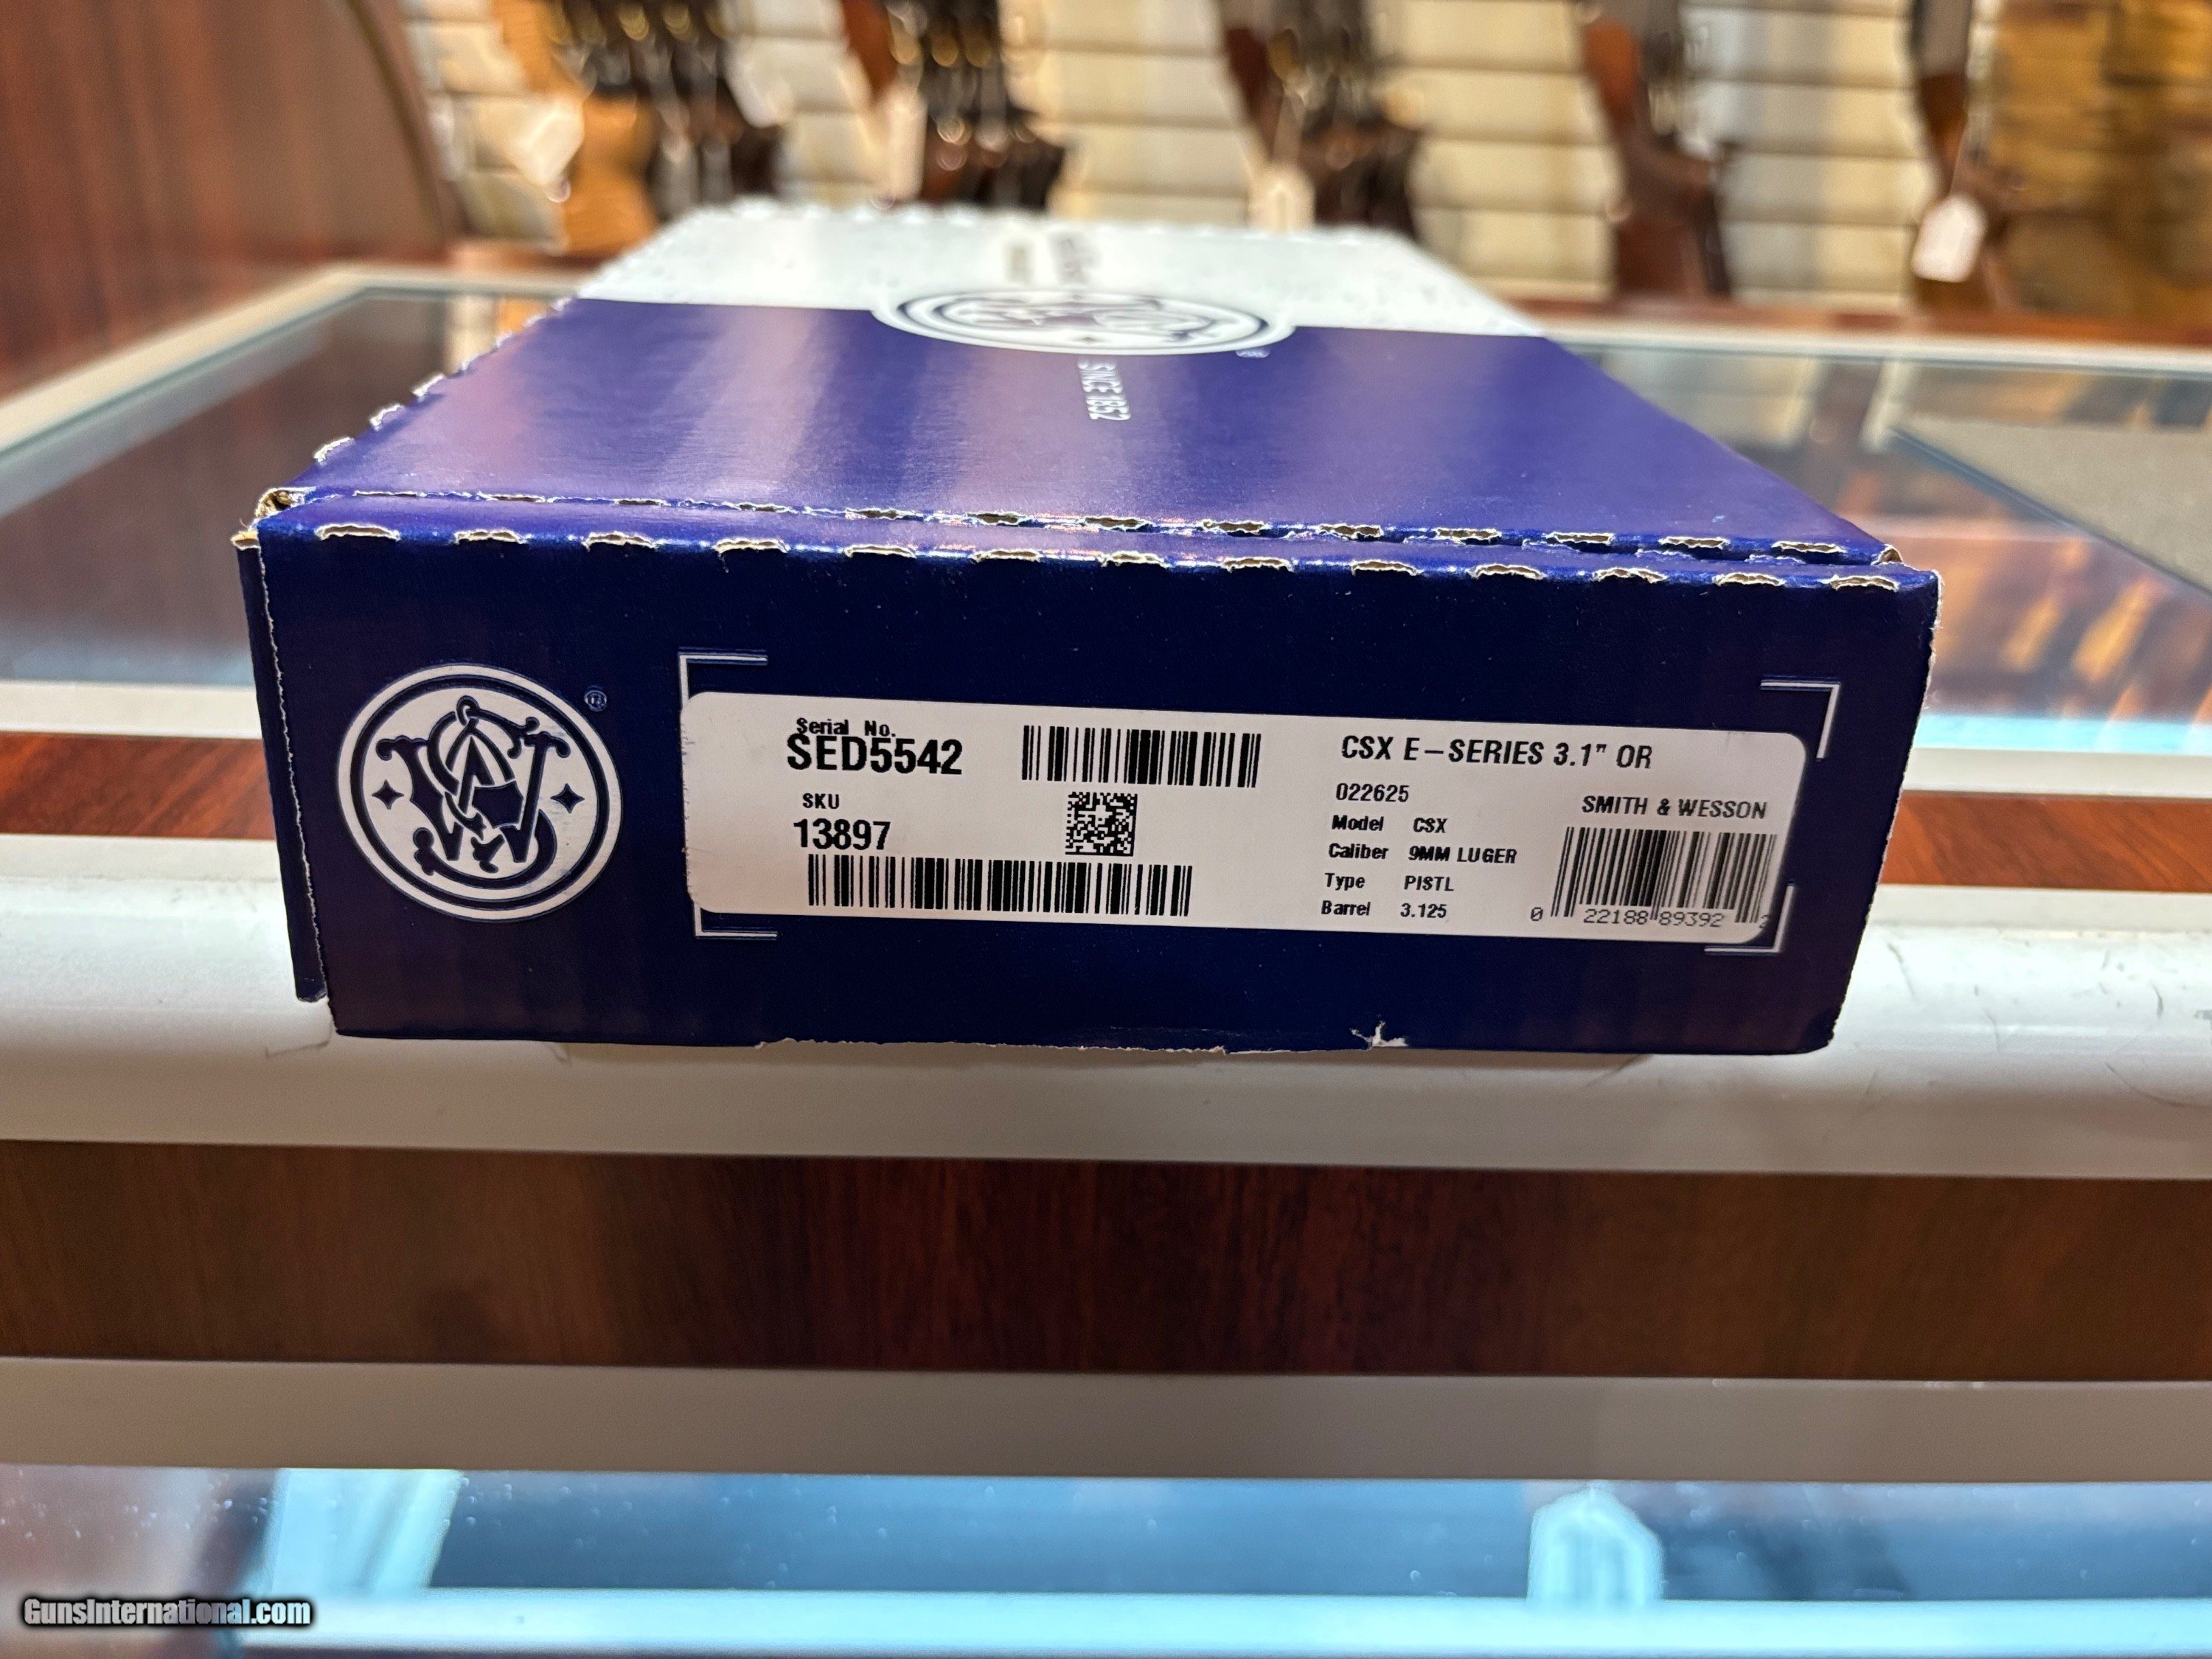 SINCE 1852
Serial No.
SED5542
SKU
13897
CSX E-SERIES 3.1" OR
022625
Model CSX
Caliber 9MM LUGER
Type PISTL
Barrel 3.125
SMITH & WESSON
0 22188 89392 2
GunsInternational.com